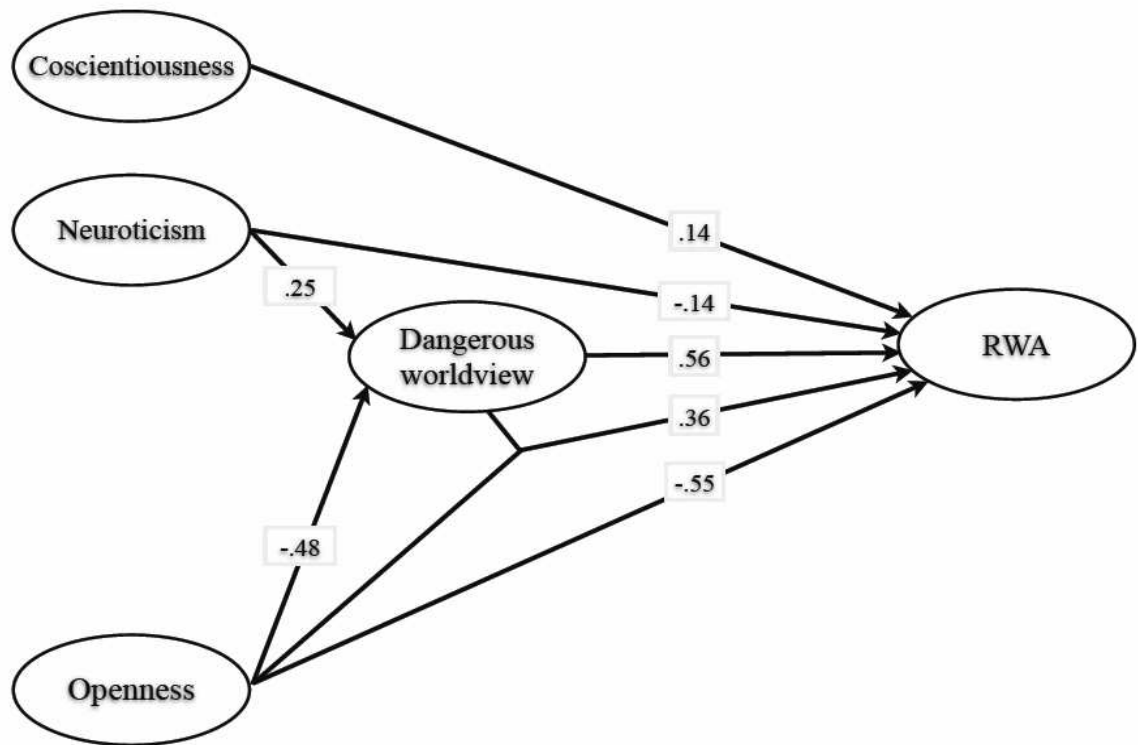 Coscientiousness
Neuroticism
.14
.25
-.14
Dangerous
worldview
.56
RWA
.36
-.55
-.48
Openness